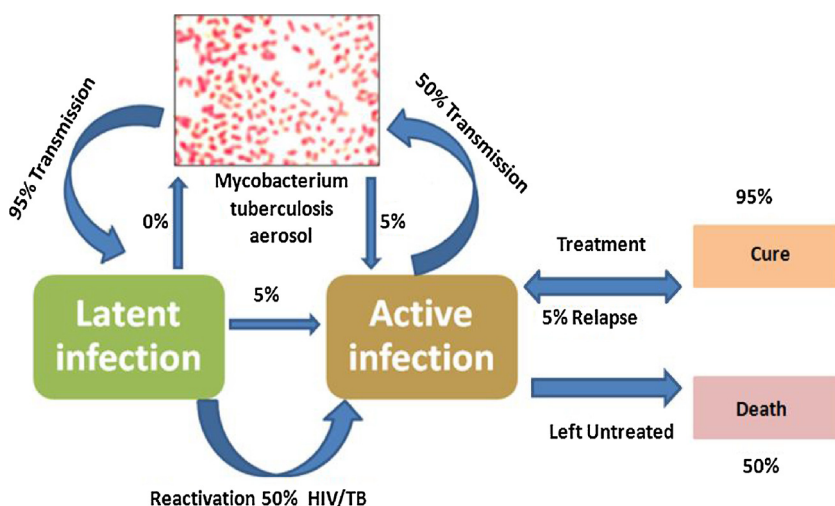 95% Transmission
50% Transmission
Mycobacterium
tuberculosis
aerosol
0%
5%
95%
Treatment
Cure
5% Relapse
Latent
infection
5%
Active
infection
Death
Left Untreated
50%
Reactivation 50% HIV/TB